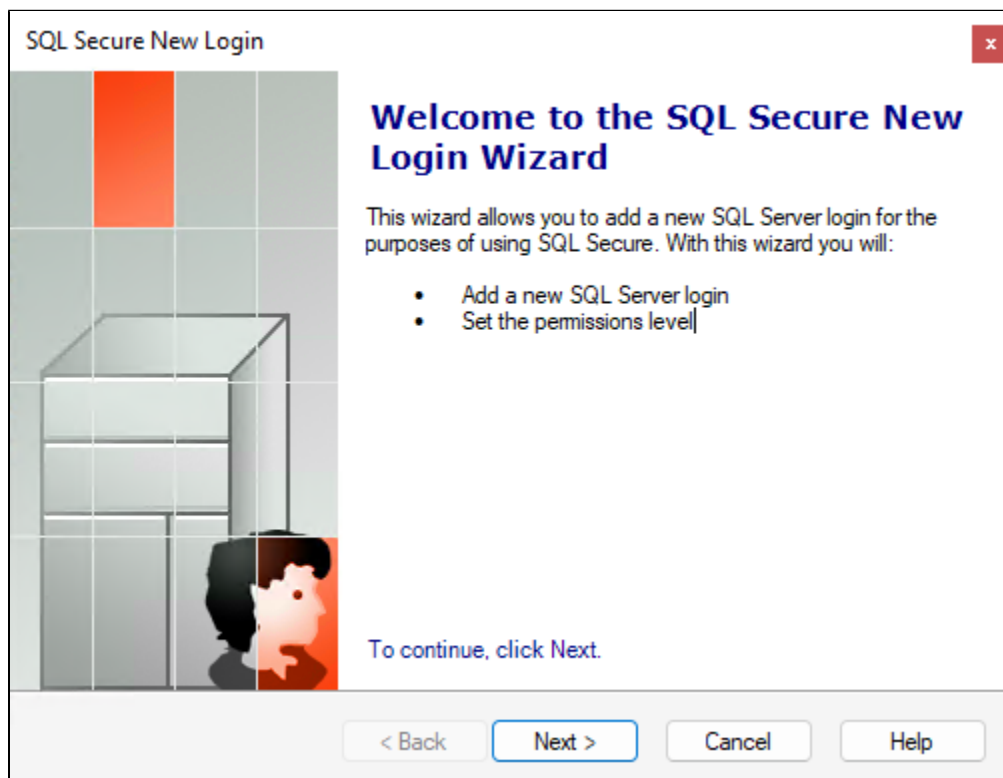 SQL Secure New Login
x
Welcome to the SQL Secure New
Login Wizard
This wizard allows you to add a new SQL Server login for the
purposes of using SQL Secure. With this wizard you will:
• Add a new SQL Server login
• Set the permissions level
To continue, click Next.
< Back Next > Cancel Help